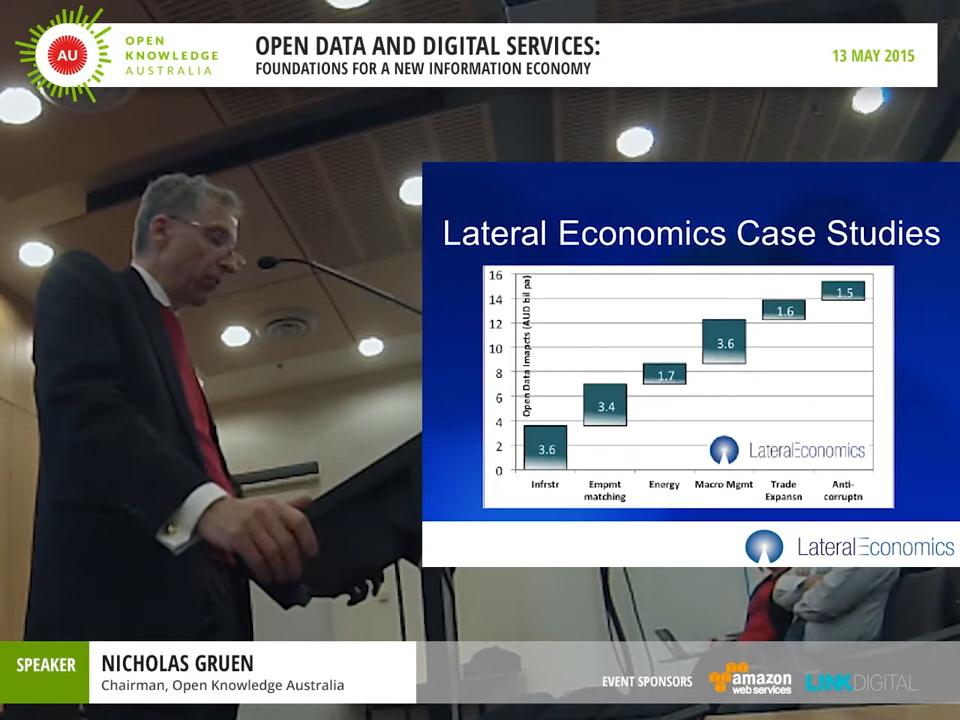 AU
OPEN
KNOWLEDGE
AUSTRALIA
OPEN DATA AND DIGITAL SERVICES:
FOUNDATIONS FOR A NEW INFORMATION ECONOMY
13 MAY 2015
Lateral Economics Case Studies
Open Data Imapcts (AUD bil pa)
16
14
12
10
8
6
4
2
0
3.6
3.4
1.7
3.6
1.6
1.5
LateralEconomics
Infrstr
Empmt
matching
Energy
Macro Mgmt
Trade
Expansn
Anti-
corruptn
LateralEconomics
SPEAKER
NICHOLAS GRUEN
Chairman, Open Knowledge Australia
EVENT SPONSORS
amazon
web services
LINKDIGITAL